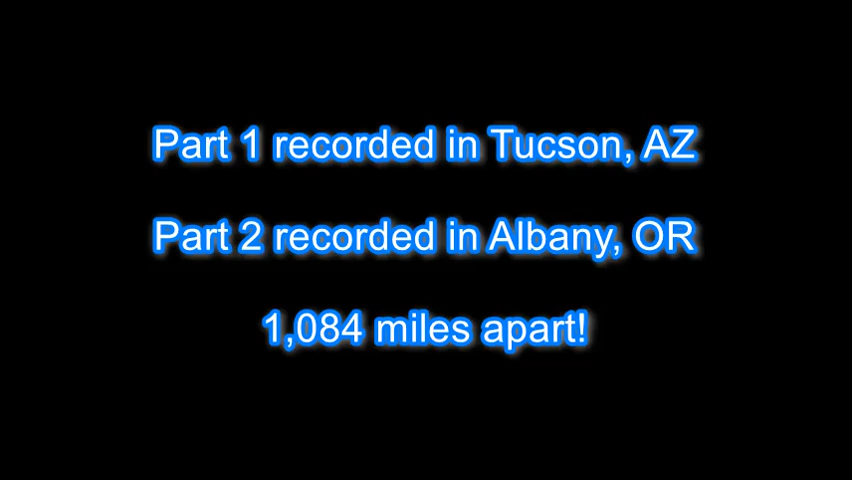 Part 1 recorded in Tucson, AZ
Part 2 recorded in Albany, OR
1,084 miles apart!